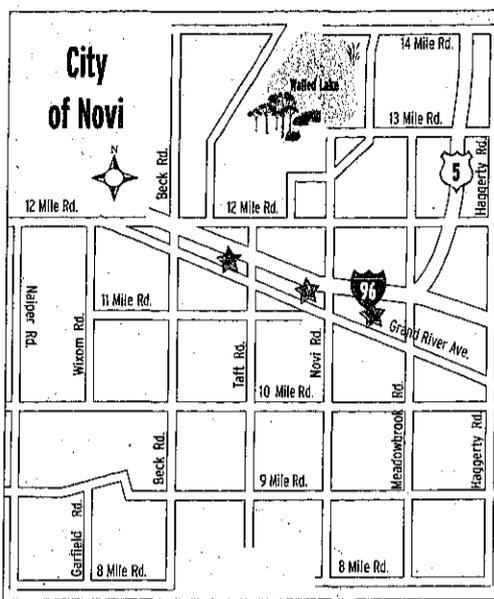 City
of Novi
N
14 Mile Rd.
Walled Lake
13 Mile Rd.
Beck Rd.
5
Haggerty Rd.
12 Mile Rd.
12 Mile Rd.
Naiper Rd.
Wixom Rd.
11 Mile Rd.
96
Grand River Ave.
Taft Rd.
Novi Rd.
10 Mile Rd.
Beck Rd.
Meadowbrook Rd.
Haggerty Rd.
9 Mile Rd.
Garfield Rd.
8 Mile Rd.
8 Mile Rd.